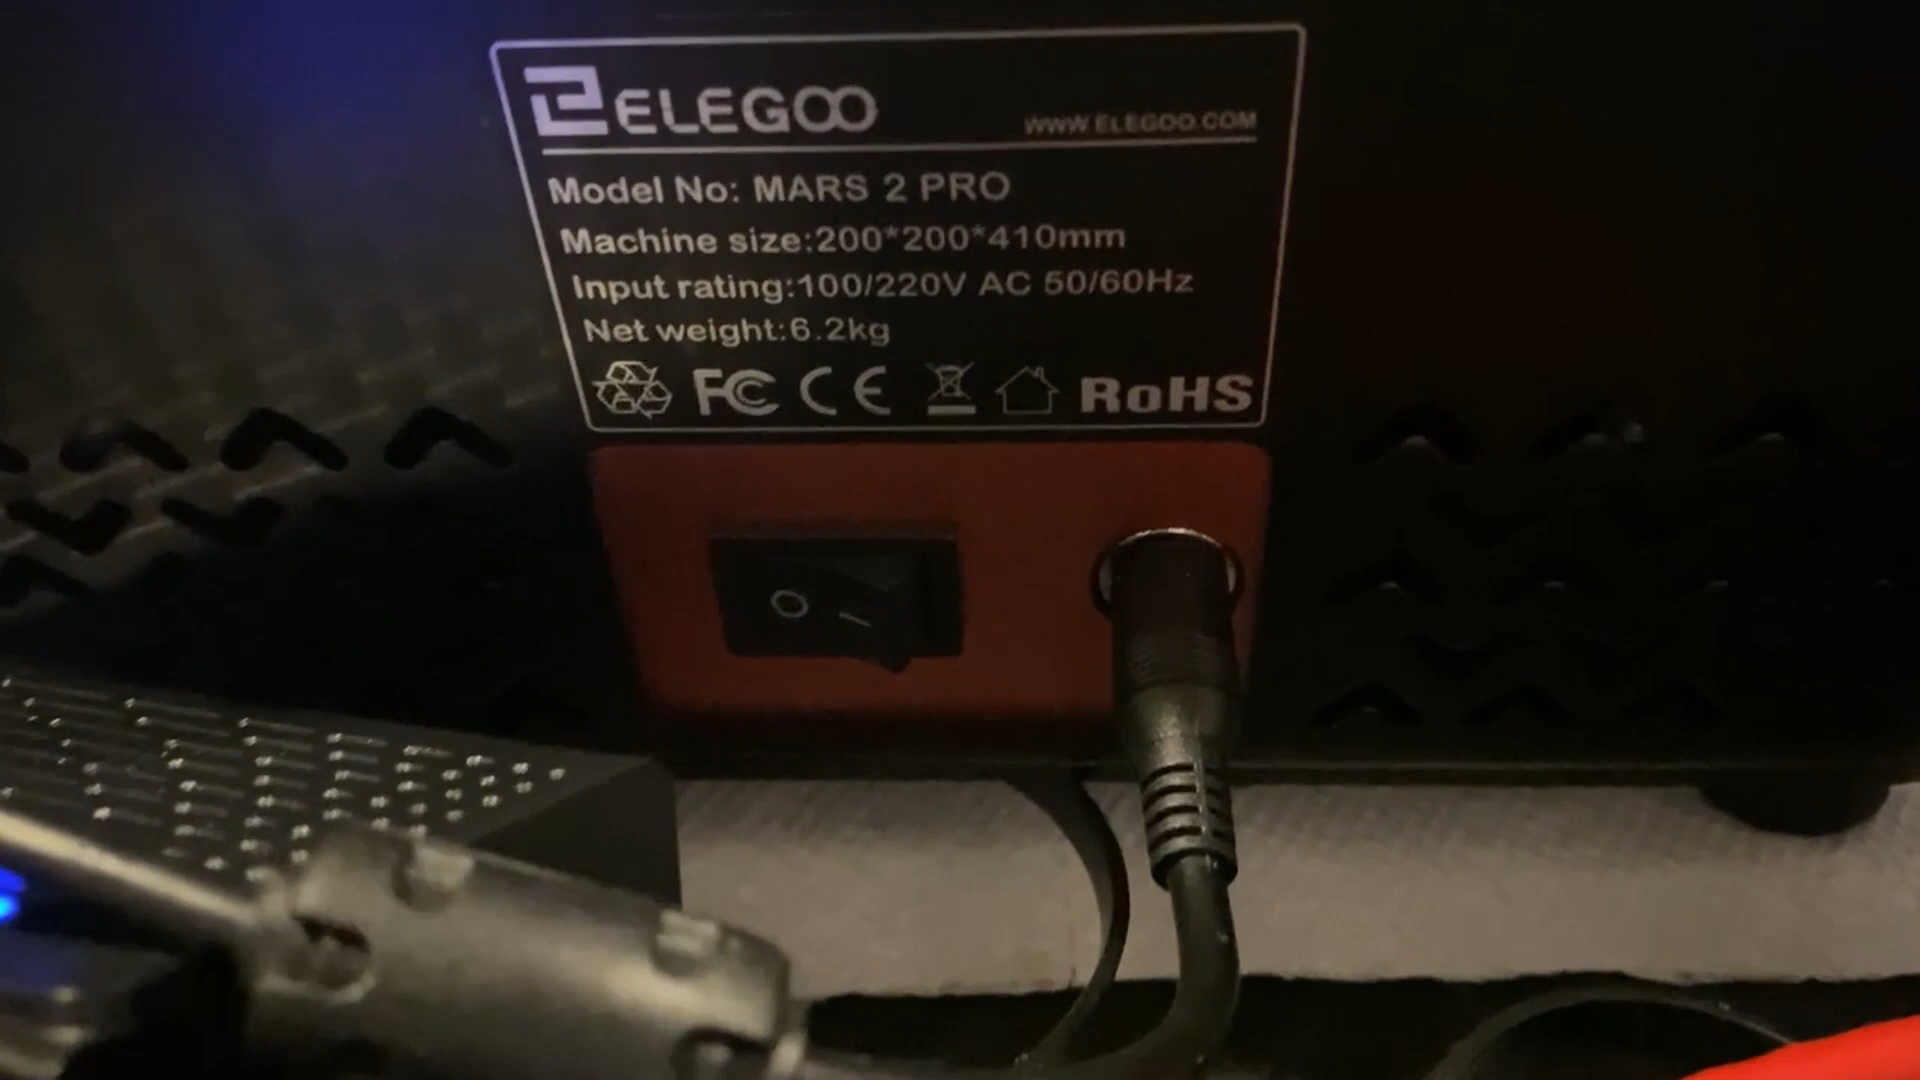 ELEGOO
WWW.ELEGOO.COM
Model No: MARS 2 PRO
Machine size:200*200*410mm
Input rating:100/220V AC 50/60Hz
Net weight:6.2kg
FC CE RoHS